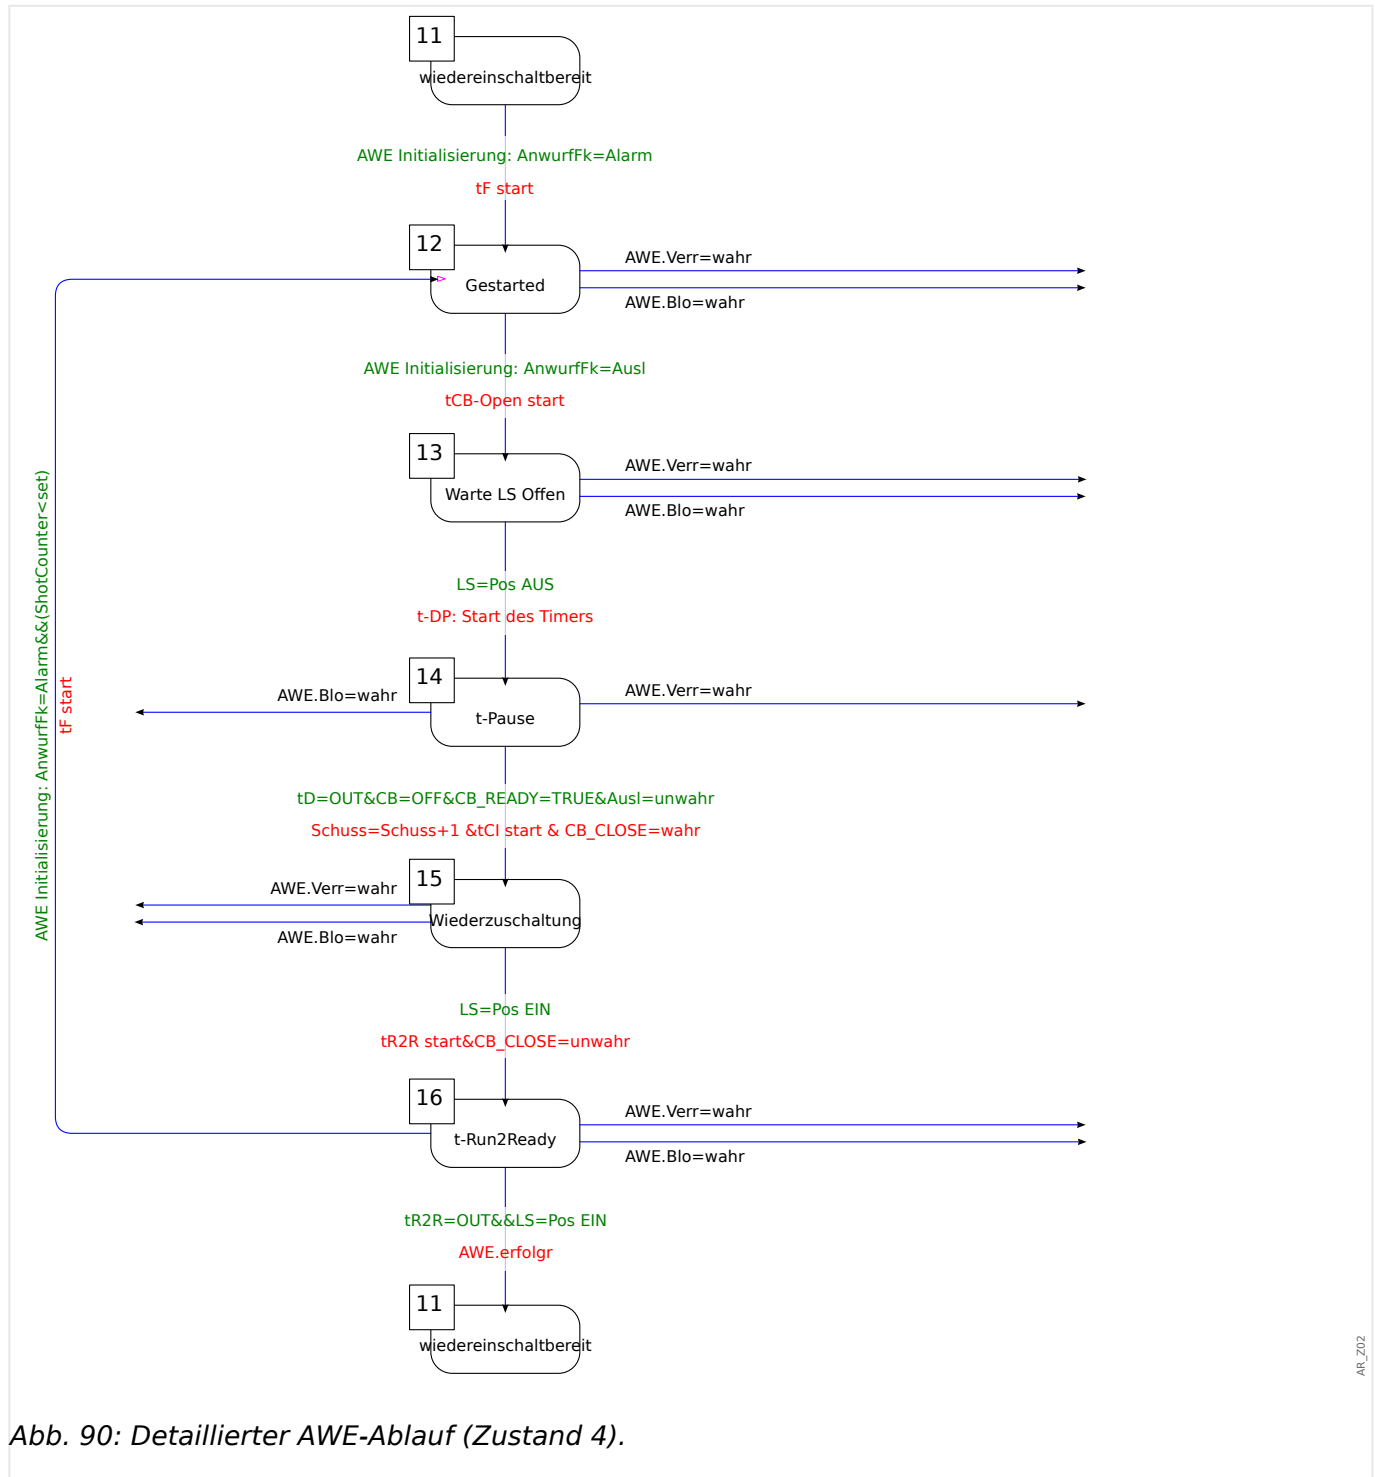 11
wiedereinschaltbereit
AWE Initialisierung: AnwurfFk=Alarm
tF start
12
Gestarted
AWE.Verr=wahr
AWE.Blo=wahr
AWE Initialisierung: AnwurfFk=Ausl
tCB-Open start
13
Warte LS Offen
AWE.Verr=wahr
AWE.Blo=wahr
LS=Pos AUS
t-DP: Start des Timers
AWE Initialisierung: AnwurfFk=Alarm&&(ShotCounter<set)
tF start
14
t-Pause
AWE.Blo=wahr
AWE.Verr=wahr
tD=OUT&CB=OFF&CB_READY=TRUE&Ausl=unwahr
Schuss=Schuss+1 &tCI start & CB_CLOSE=wahr
15
Wiederzuschaltung
AWE.Verr=wahr
AWE.Blo=wahr
LS=Pos EIN
tR2R start&CB_CLOSE=unwahr
16
t-Run2Ready
AWE.Verr=wahr
AWE.Blo=wahr
tR2R=OUT&&LS=Pos EIN
AWE.erfolgr
11
wiedereinschaltbereit
AR_Z02
Abb. 90: Detaillierter AWE-Ablauf (Zustand 4).